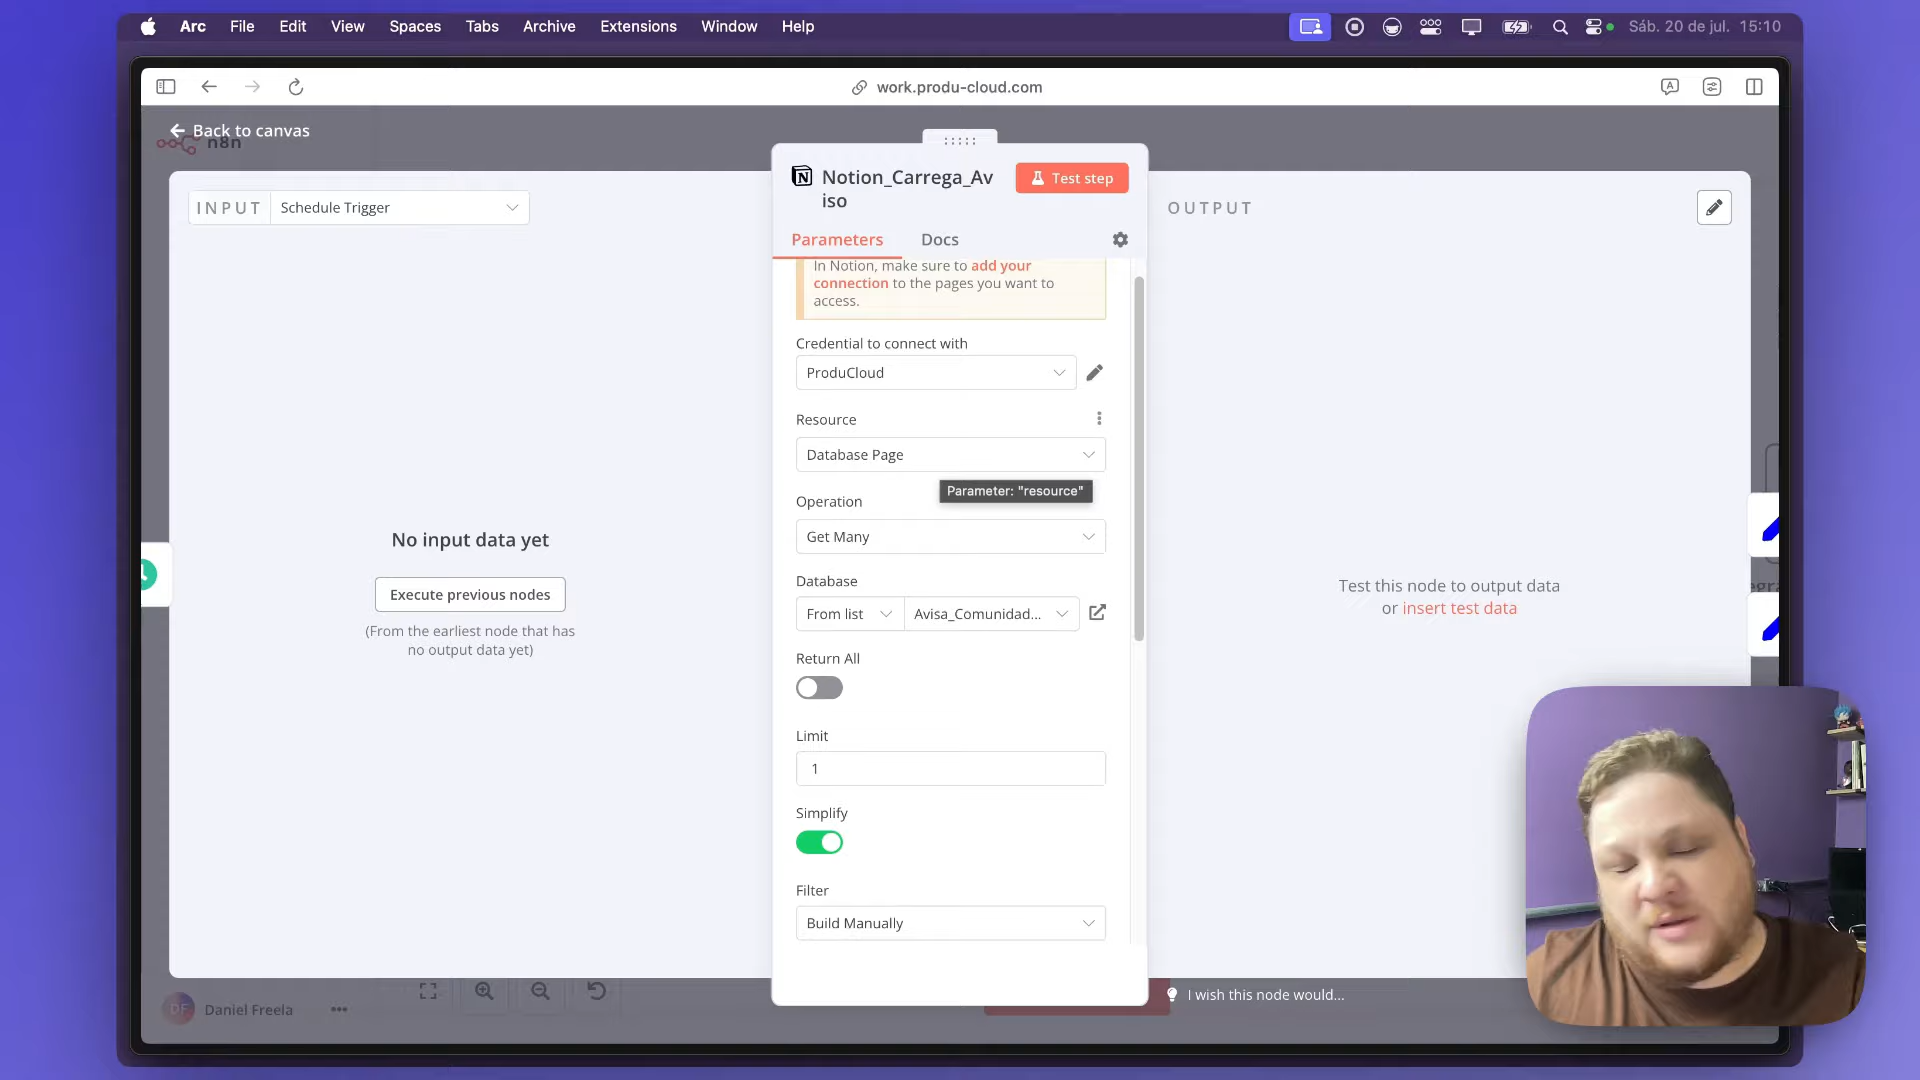 Arc File Edit View Spaces Tabs Archive Extensions Window Help
Sáb. 20 de jul. 15:10
work.produ-cloud.com
Back to canvas
n8n
INPUT Schedule Trigger
Notion_Carrega_Av
iso
Test step
OUTPUT
Parameters Docs
In Notion, make sure to add your
connection to the pages you want to
access.
Credential to connect with
ProduCloud
Resource
Database Page
Parameter: "resource"
Operation
Get Many
Database
From list Avisa_Comunidad...
Return All
Limit
1
Simplify
Filter
Build Manually
No input data yet
Execute previous nodes
(From the earliest node that has
no output data yet)
Test this node to output data
or insert test data
DF Daniel Freela
I wish this node would...